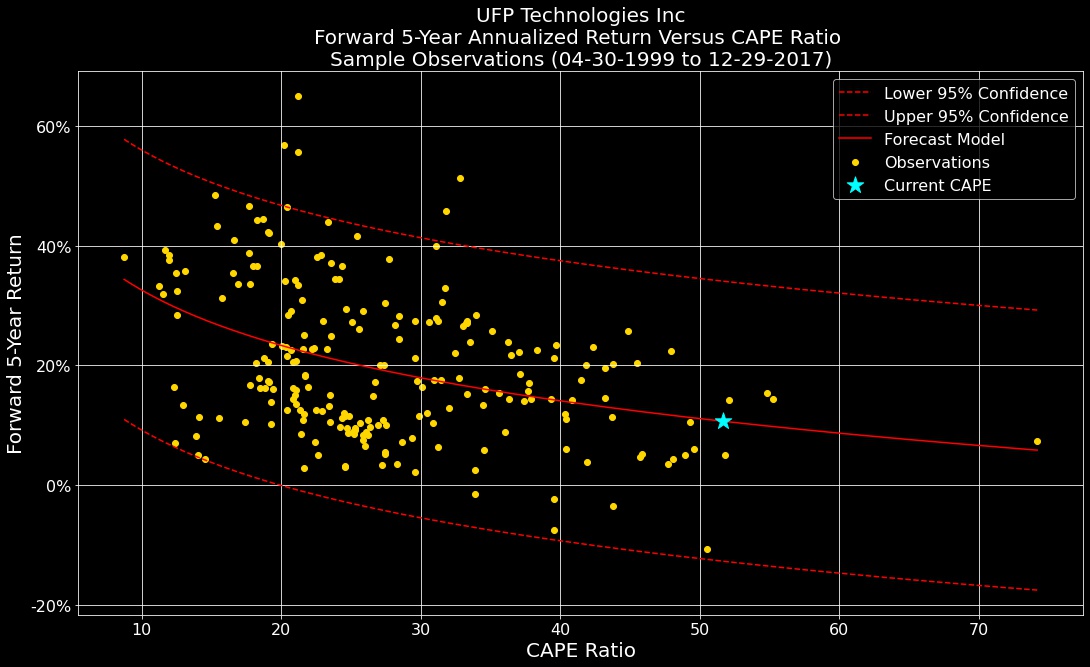 UFP Technologies Inc
Forward 5-Year Annualized Return Versus CAPE Ratio
Sample Observations (04-30-1999 to 12-29-2017)
Lower 95% Confidence
Upper 95% Confidence
Forecast Model
Observations
Current CAPE
Forward 5-Year Return
60%
40%
20%
0%
-20%
10 20 30 40 50 60 70
CAPE Ratio